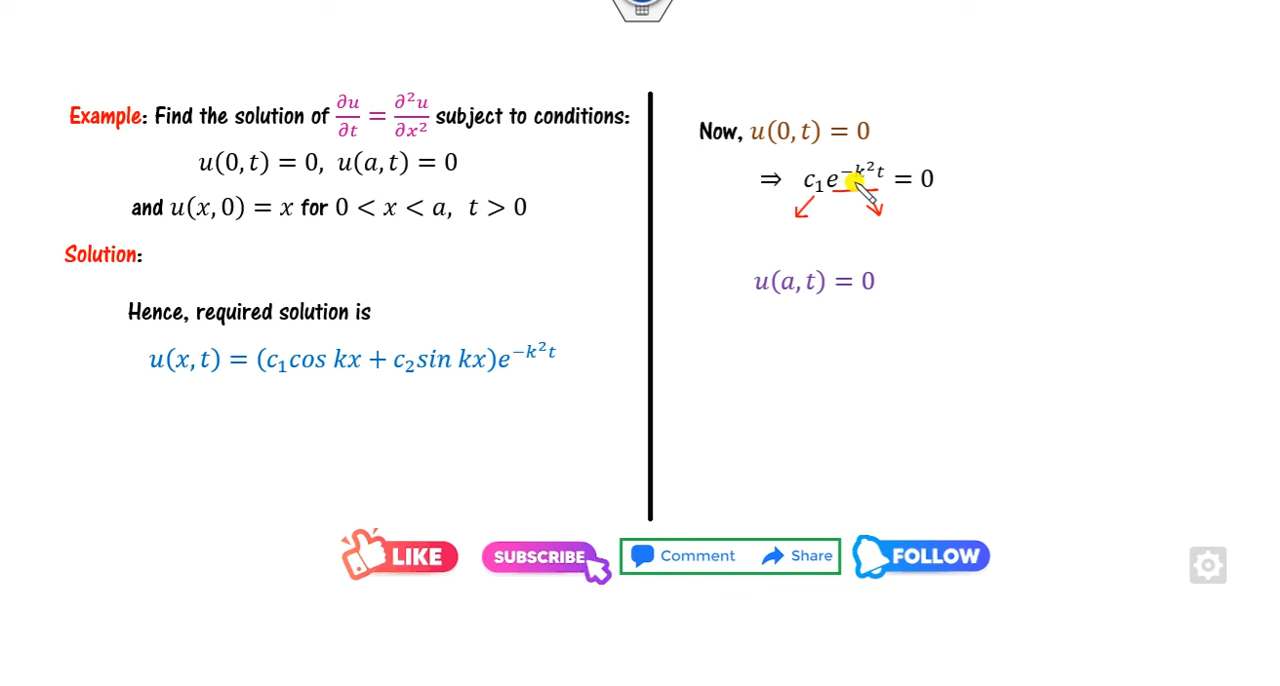 Example: Find the solution of ∂u/∂t = ∂²u/∂x² subject to conditions:
u(0, t) = 0, u(a, t) = 0
and u(x, 0) = x for 0 < x < a, t > 0
Solution:
Hence, required solution is
u(x, t) = (c₁cos kx + c₂sin kx)e^{−k²t}
Now, u(0, t) = 0
⇒ c₁e^{−k²t} = 0
u(a, t) = 0
LIKE
SUBSCRIBE
Comment
Share
FOLLOW